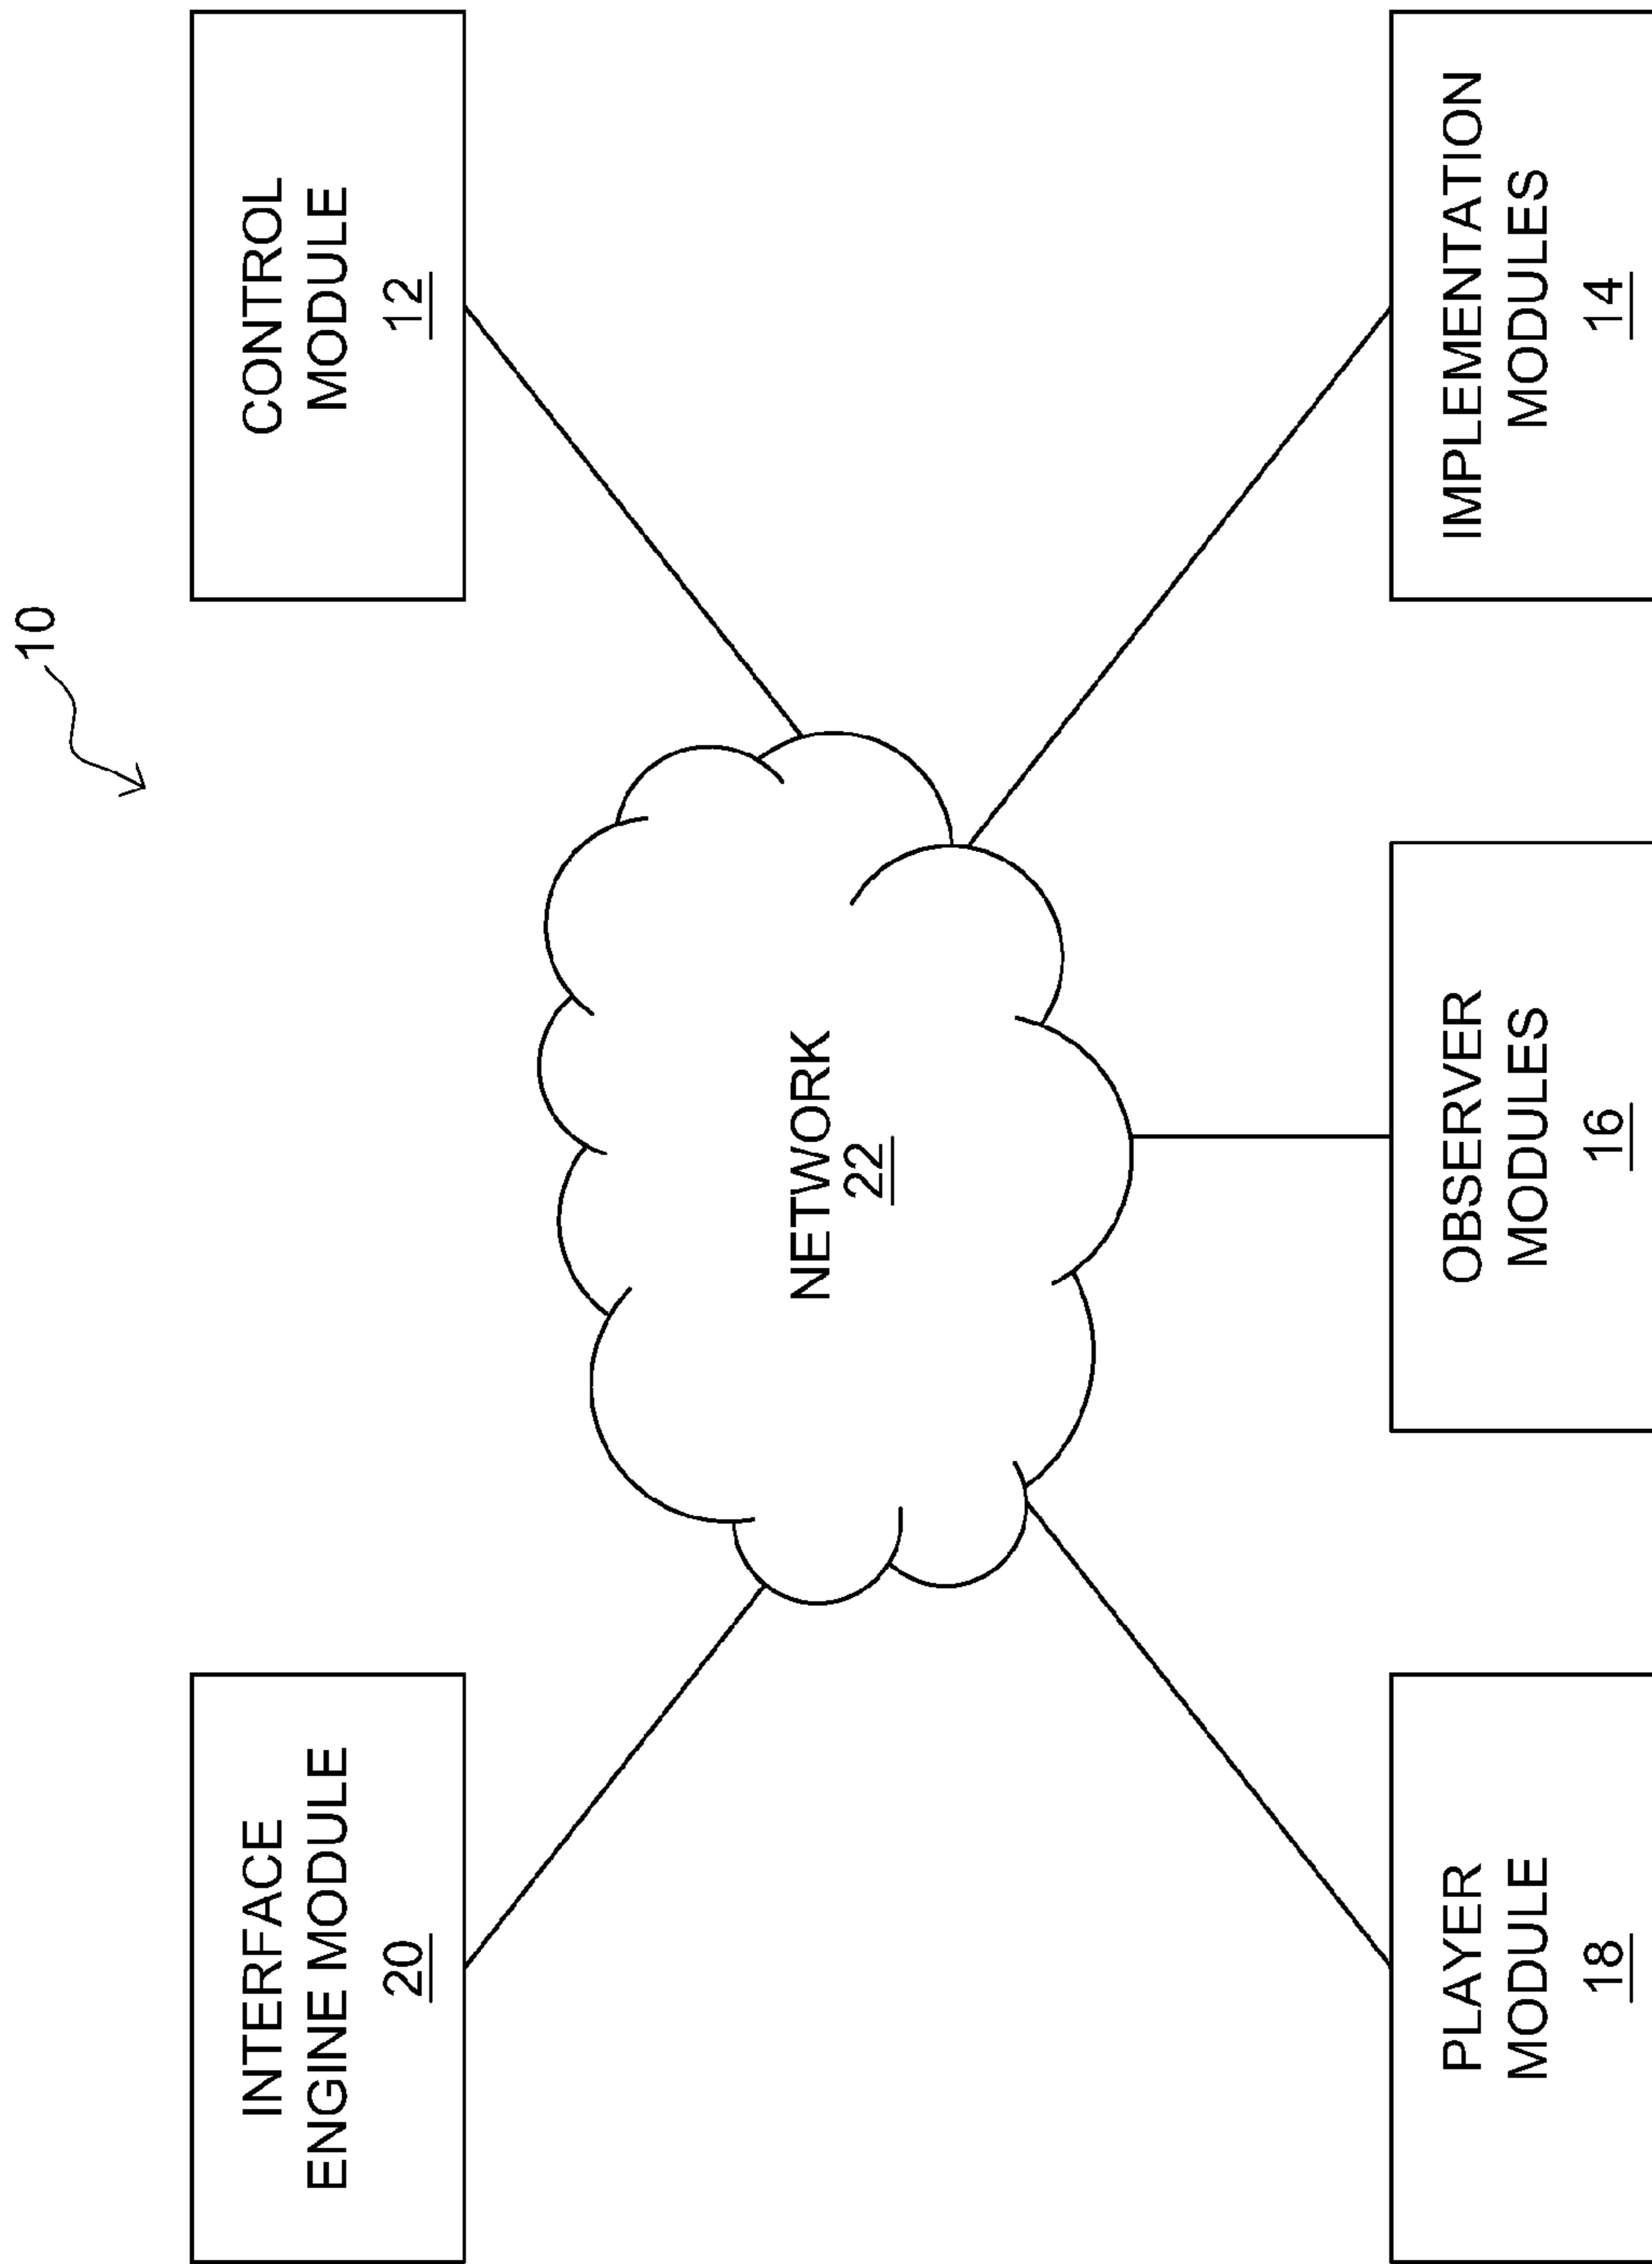 10
INTERFACE
ENGINE MODULE
20
CONTROL
MODULE
12
NETWORK
22
PLAYER
MODULE
18
OBSERVER
MODULES
16
IMPLEMENTATION
MODULES
14